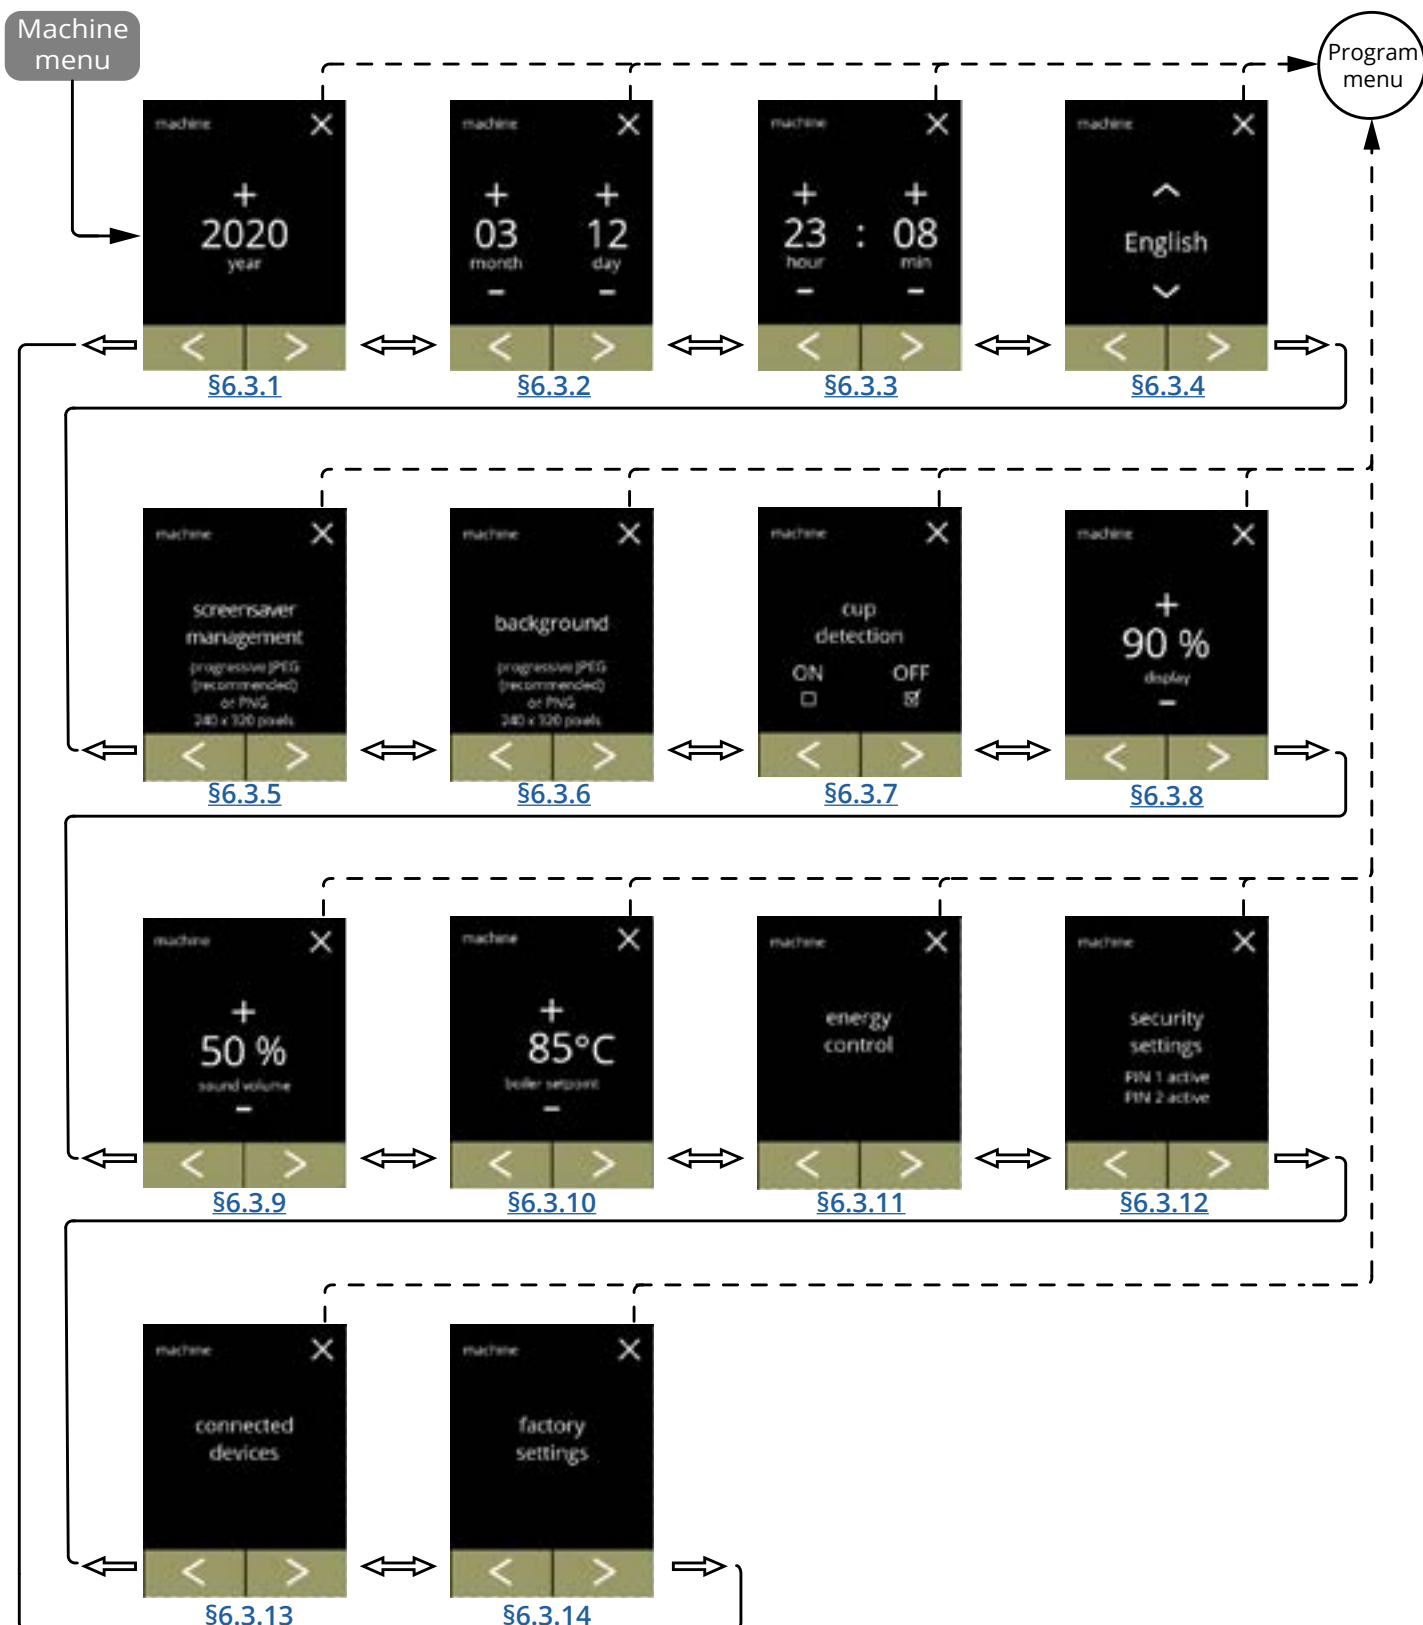 Machine
menu
Program
menu
machine
+
2020
year
< >
§6.3.1
machine
+ +
03 12
month day
- -
< >
§6.3.2
machine
+ +
23 : 08
hour min
- -
< >
§6.3.3
machine
English
< >
§6.3.4
machine
screensaver
management
progressive JPEG
(recommended)
or PNG
240 x 320 pixels
< >
§6.3.5
machine
background
progressive JPEG
(recommended)
or PNG
240 x 320 pixels
< >
§6.3.6
machine
cup
detection
ON OFF
< >
§6.3.7
machine
+
90 %
display
-
< >
§6.3.8
machine
+
50 %
sound volume
-
< >
§6.3.9
machine
+
85°C
boiler setpoint
-
< >
§6.3.10
machine
energy
control
< >
§6.3.11
machine
security
settings
PIN 1 active
PIN 2 active
< >
§6.3.12
machine
connected
devices
< >
§6.3.13
machine
factory
settings
< >
§6.3.14